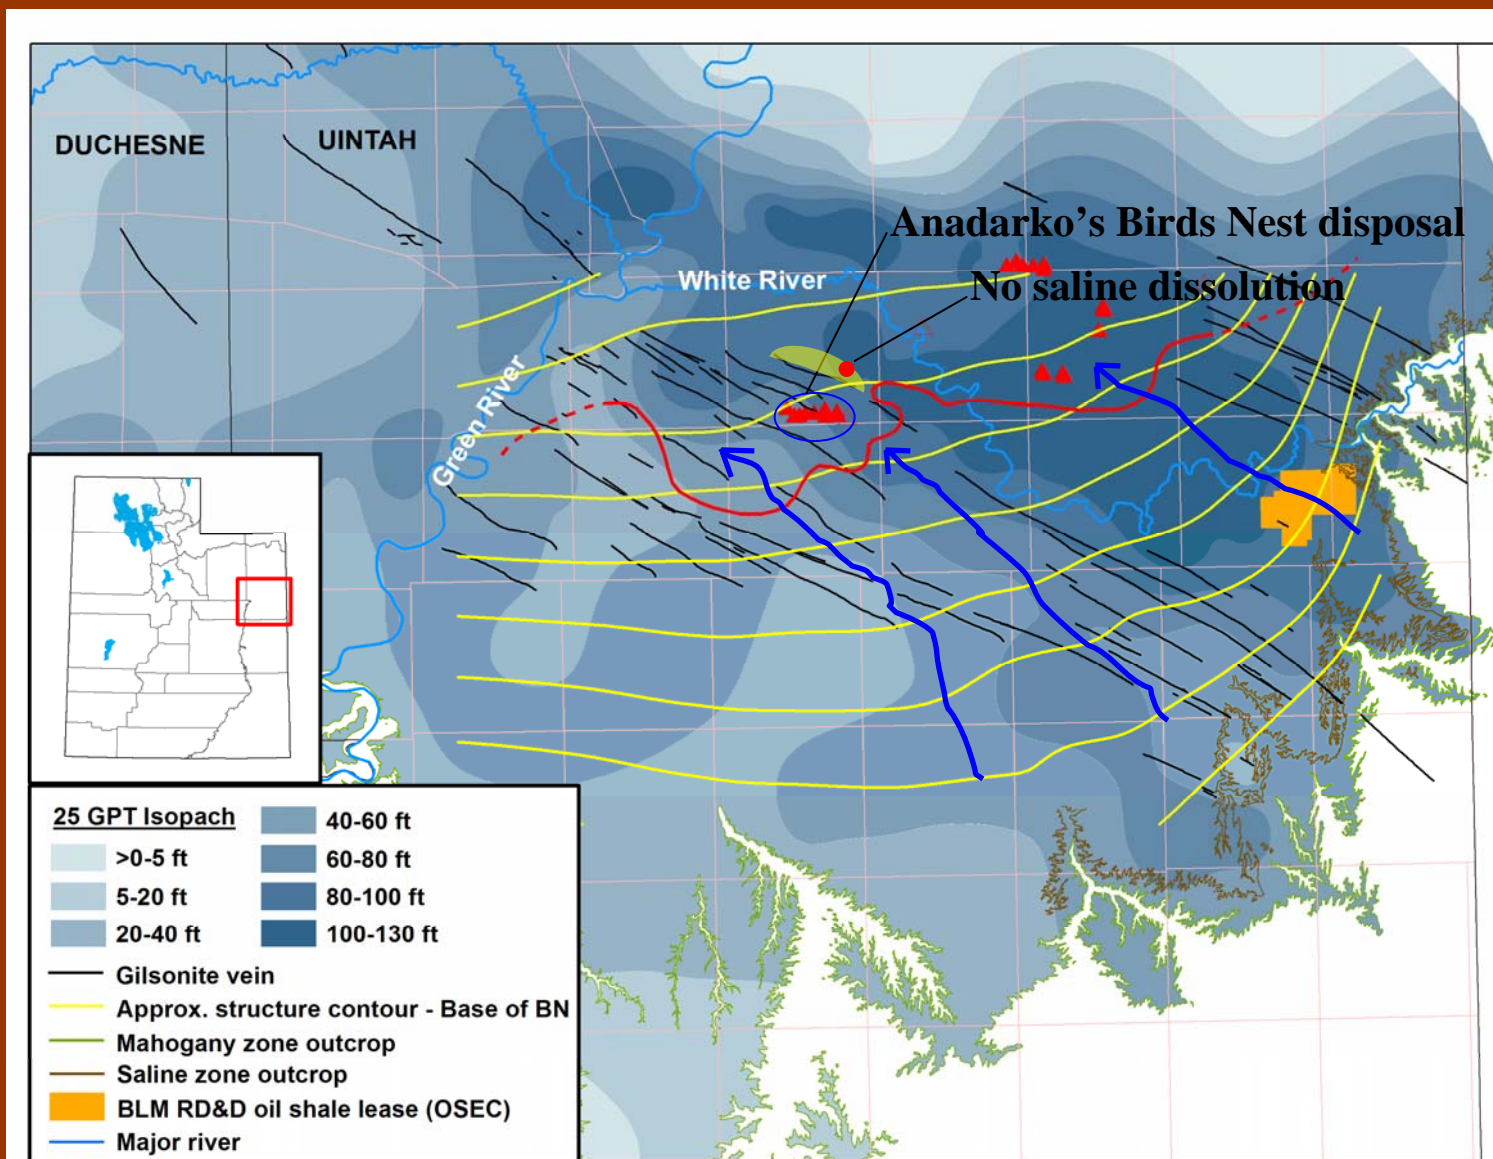 DUCHESNE
UINTAH
Anadarko’s Birds Nest disposal
White River
No saline dissolution
Green River
25 GPT Isopach
>0-5 ft
5-20 ft
20-40 ft
40-60 ft
60-80 ft
80-100 ft
100-130 ft
Gilsonite vein
Approx. structure contour - Base of BN
Mahogany zone outcrop
Saline zone outcrop
BLM RD&D oil shale lease (OSEC)
Major river